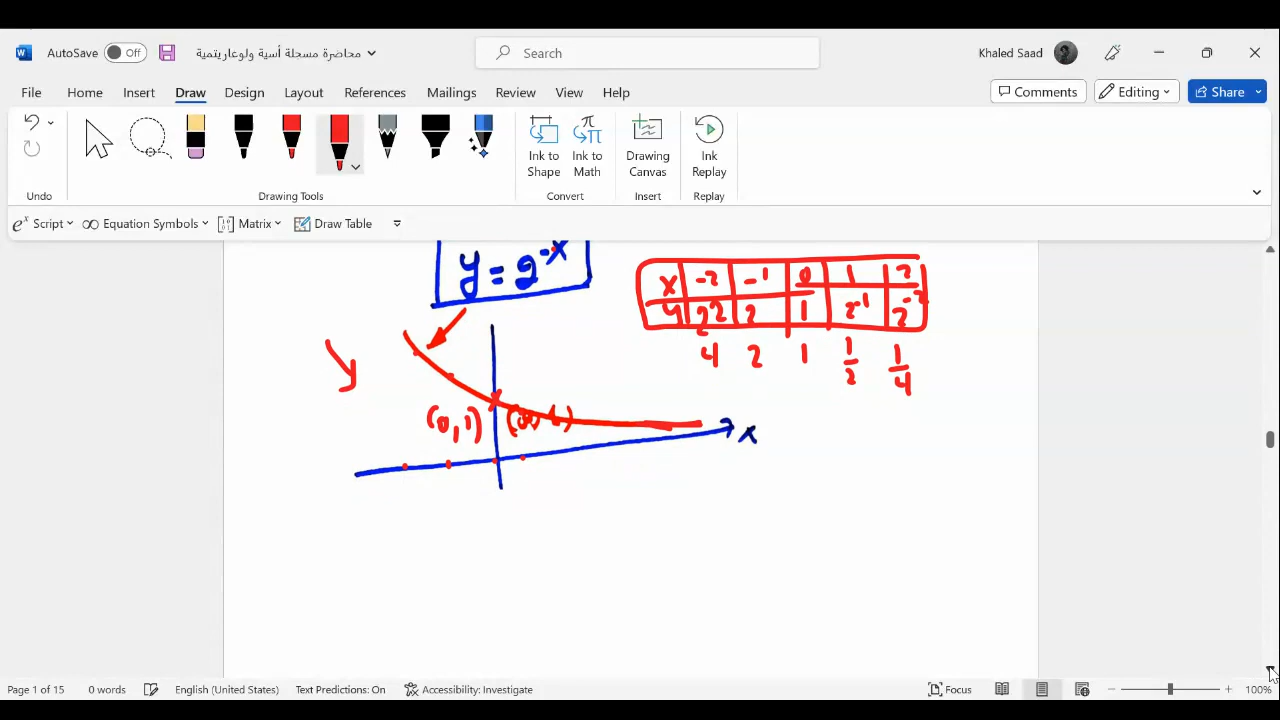 AutoSave Off محاضرة مسجلة أسية ولوغاريتمية Search Khaled Saad
File Home Insert Draw Design Layout References Mailings Review View Help Comments Editing Share
Undo Drawing Tools Ink to Shape Ink to Math Convert Drawing Canvas Insert Ink Replay Replay
Script Equation Symbols Matrix Draw Table
y = 2^-x
x -2 -1 0 1 2
y 2^2 2 1 2^-1 2^-2
4 2 1 1/2 1/4
(0, 1)
x
Page 1 of 15 0 words English (United States) Text Predictions: On Accessibility: Investigate Focus 100%